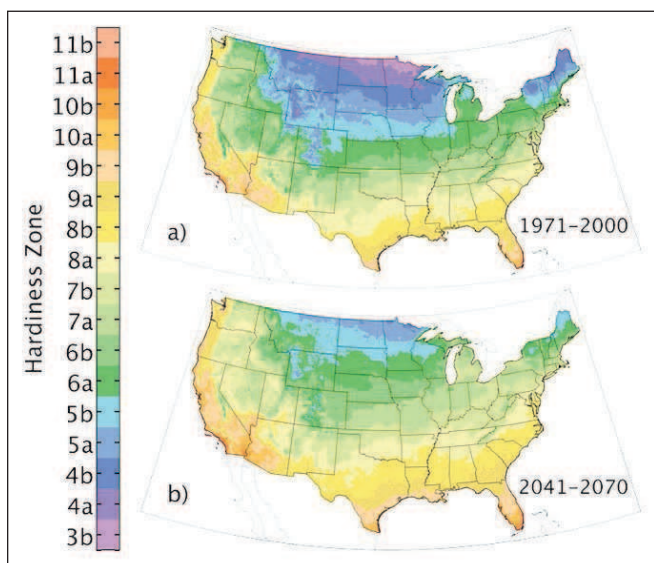 Hardiness Zone
11b
11a
10b
10a
9b
9a
8b
8a
7b
7a
6b
6a
5b
5a
4b
4a
3b
a)
1971–2000
b)
2041–2070